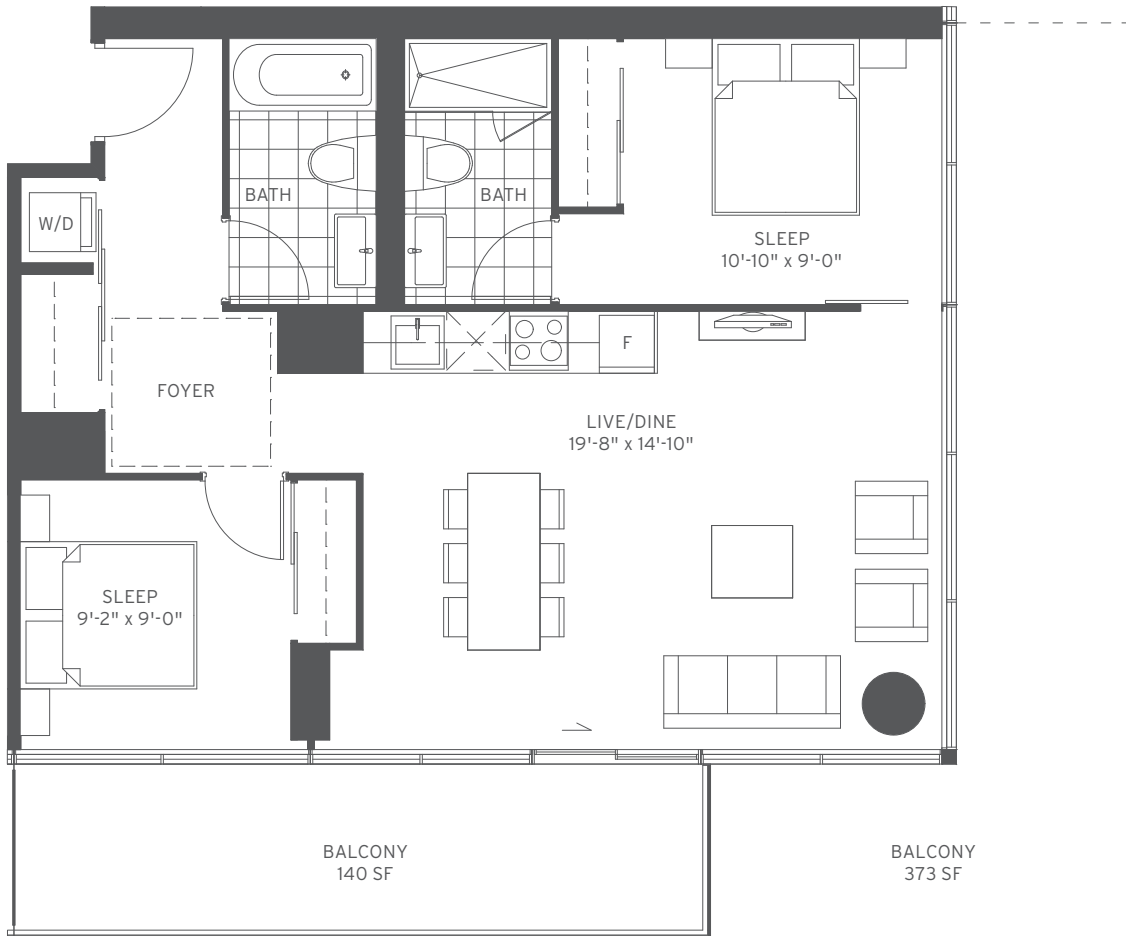 BATH
BATH
W/D
SLEEP
10'-10" x 9'-0"
F
FOYER
LIVE/DINE
19'-8" x 14'-10"
SLEEP
9'-2" x 9'-0"
BALCONY
140 SF
BALCONY
373 SF